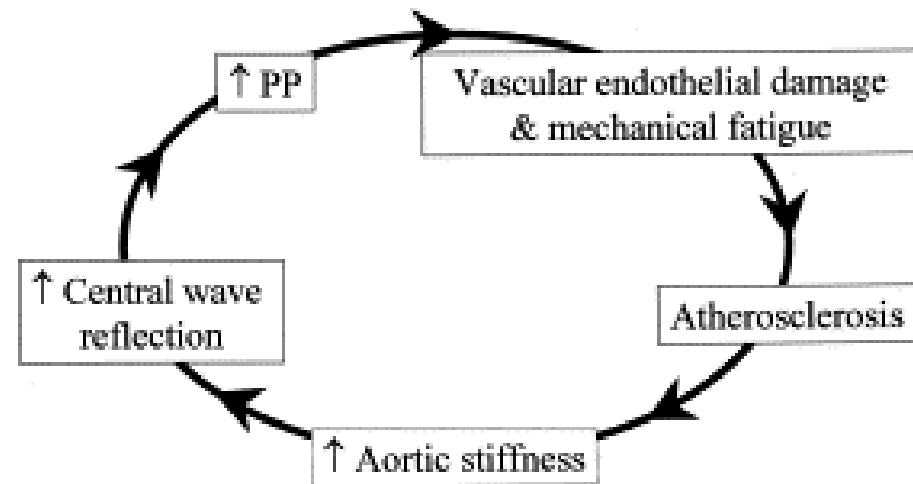 ↑ PP
Vascular endothelial damage
& mechanical fatigue
Atherosclerosis
↑ Aortic stiffness
↑ Central wave
reflection